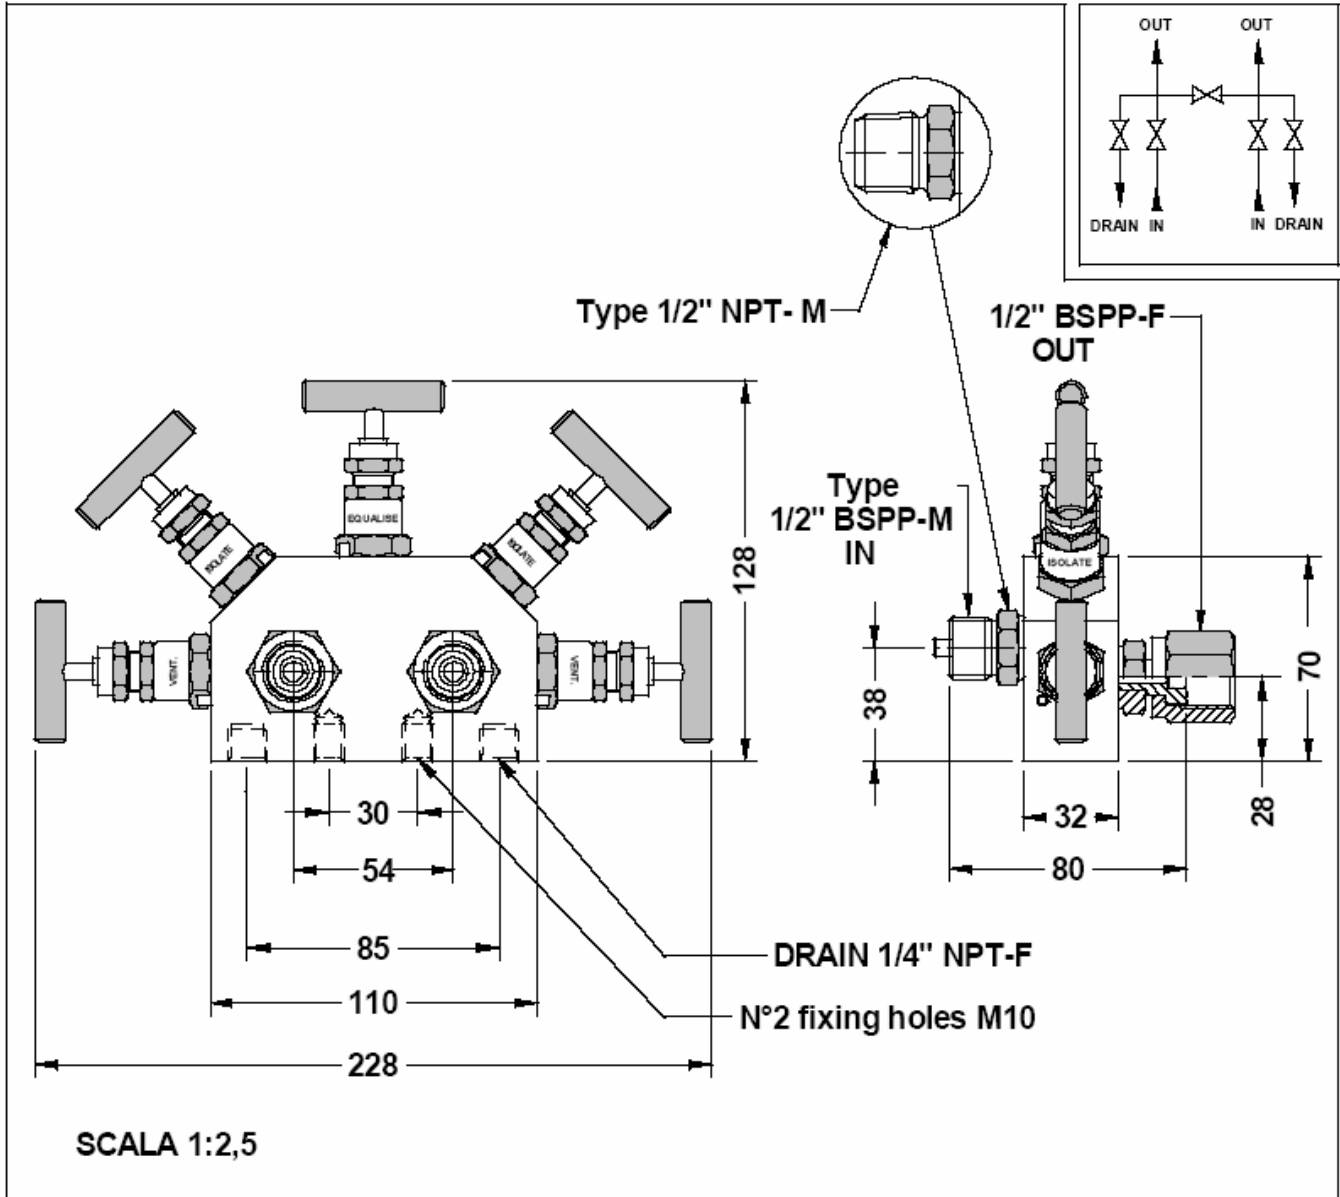 OUT OUT
DRAIN IN IN DRAIN
Type 1/2" NPT- M
1/2" BSPP-F
OUT
Type
1/2" BSPP-M
IN
EQUALISE
ISOLATE
ISOLATE
ISOLATE
VENT.
VENT.
128
38
70
28
32
80
30
54
85
110
228
DRAIN 1/4" NPT-F
N°2 fixing holes M10
SCALA 1:2,5